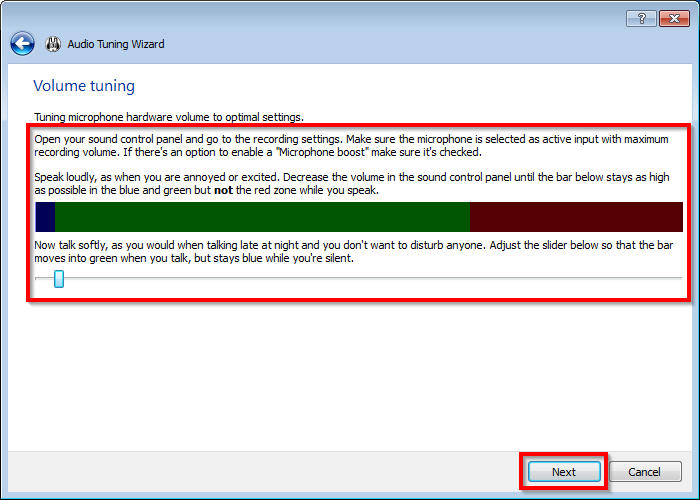 ?
Audio Tuning Wizard
Volume tuning
Tuning microphone hardware volume to optimal settings.
Open your sound control panel and go to the recording settings. Make sure the microphone is selected as active input with maximum
recording volume. If there's an option to enable a "Microphone boost" make sure it's checked.
Speak loudly, as when you are annoyed or excited. Decrease the volume in the sound control panel until the bar below stays as high
as possible in the blue and green but not the red zone while you speak.
Now talk softly, as you would when talking late at night and you don't want to disturb anyone. Adjust the slider below so that the bar
moves into green when you talk, but stays blue while you're silent.
Next Cancel